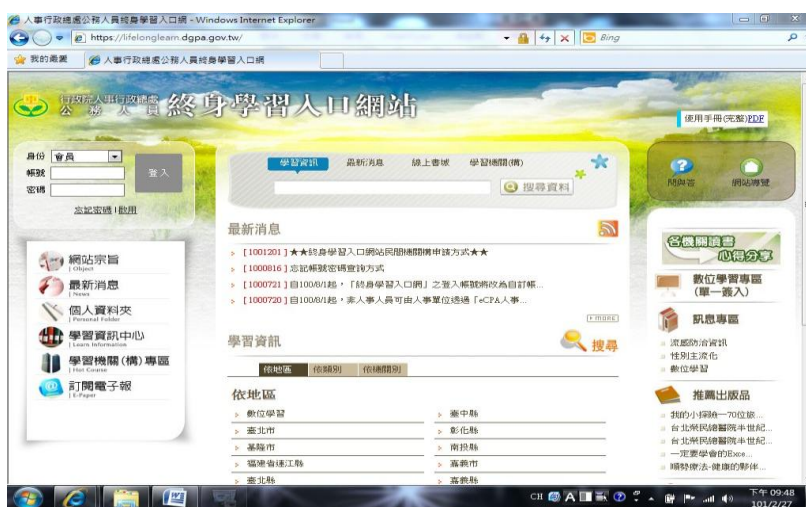 人事行政總處公務人員終身學習入口網 - Windows Internet Explorer
https://lifelonglearn.dgpa.gov.tw/
Bing
我的最愛
人事行政總處公務人員終身學習入口網
行政院人事行政總處
公務人員
終身學習入口網站
使用手冊(完整)PDF
身份 會員
帳號
密碼
登入
忘記密碼 | 啟用
學習資訊 最新消息 線上書城 學習機關(構)
搜尋資料
問與答 網站導覽
網站宗旨
| Object
最新消息
| News
個人資料夾
| Personal Folder
學習資訊中心
| Learn Information
學習機關(構)專區
| Hot Course
訂閱電子報
| E-Paper
最新消息
[1001201] ★★終身學習入口網站民間機關構申請方式★★
[1000816] 忘記帳號密碼查詢方式
[1000721] 自100/8/1起,「終身學習入口網」之登入帳號將改為自訂帳...
[1000720] 自100/8/1起,非人事人員可由人事單位透過「eCPA人事...
more
學習資訊
搜尋
依地區 依類別 依機關別
依地區
數位學習 臺中縣
臺北市 彰化縣
基隆市 南投縣
福建省連江縣 嘉義市
臺北縣 嘉義縣
各機關讀書
心得分享
數位學習專區
(單一簽入)
訊息專區
流感防治資訊
性別主流化
數位學習
推薦出版品
我的小探險—70位旅...
台北榮民總醫院半世紀...
台北榮民總醫院半世紀...
一定要學會的Exce...
順勢療法-健康的夥伴...
CH
下午 09:48
101/2/27